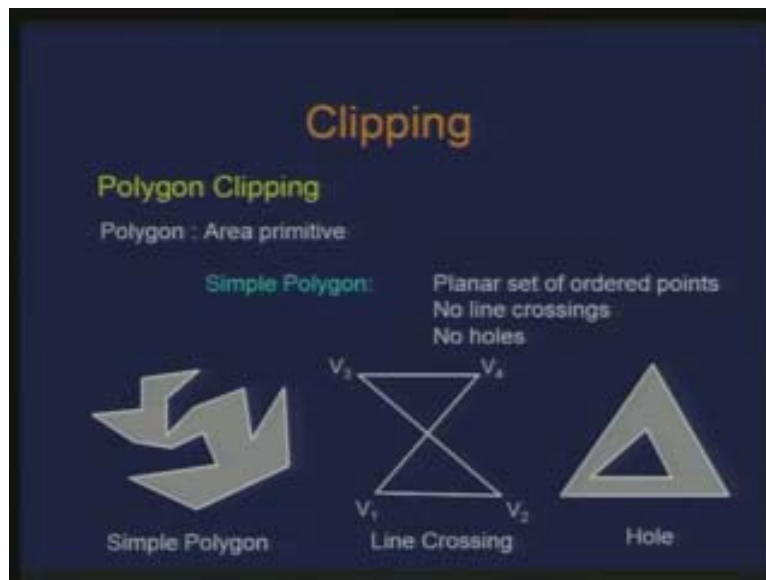 Clipping
Polygon Clipping
Polygon : Area primitive
Simple Polygon: Planar set of ordered points
No line crossings
No holes
V3 V4
V1 V2
Simple Polygon
Line Crossing
Hole